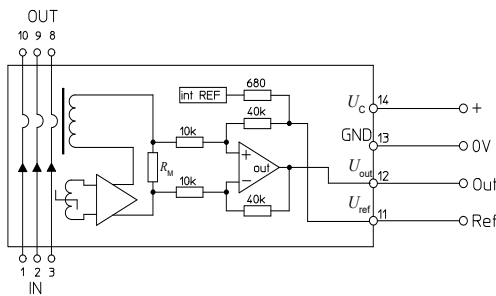 OUT
10 9 8
680
int REF
U_C 14 +
40k
10k
GND 13 0V
R_M
+
out
−
U_out 12 Out
10k
40k
U_ref 11 Ref
1 2 3
IN